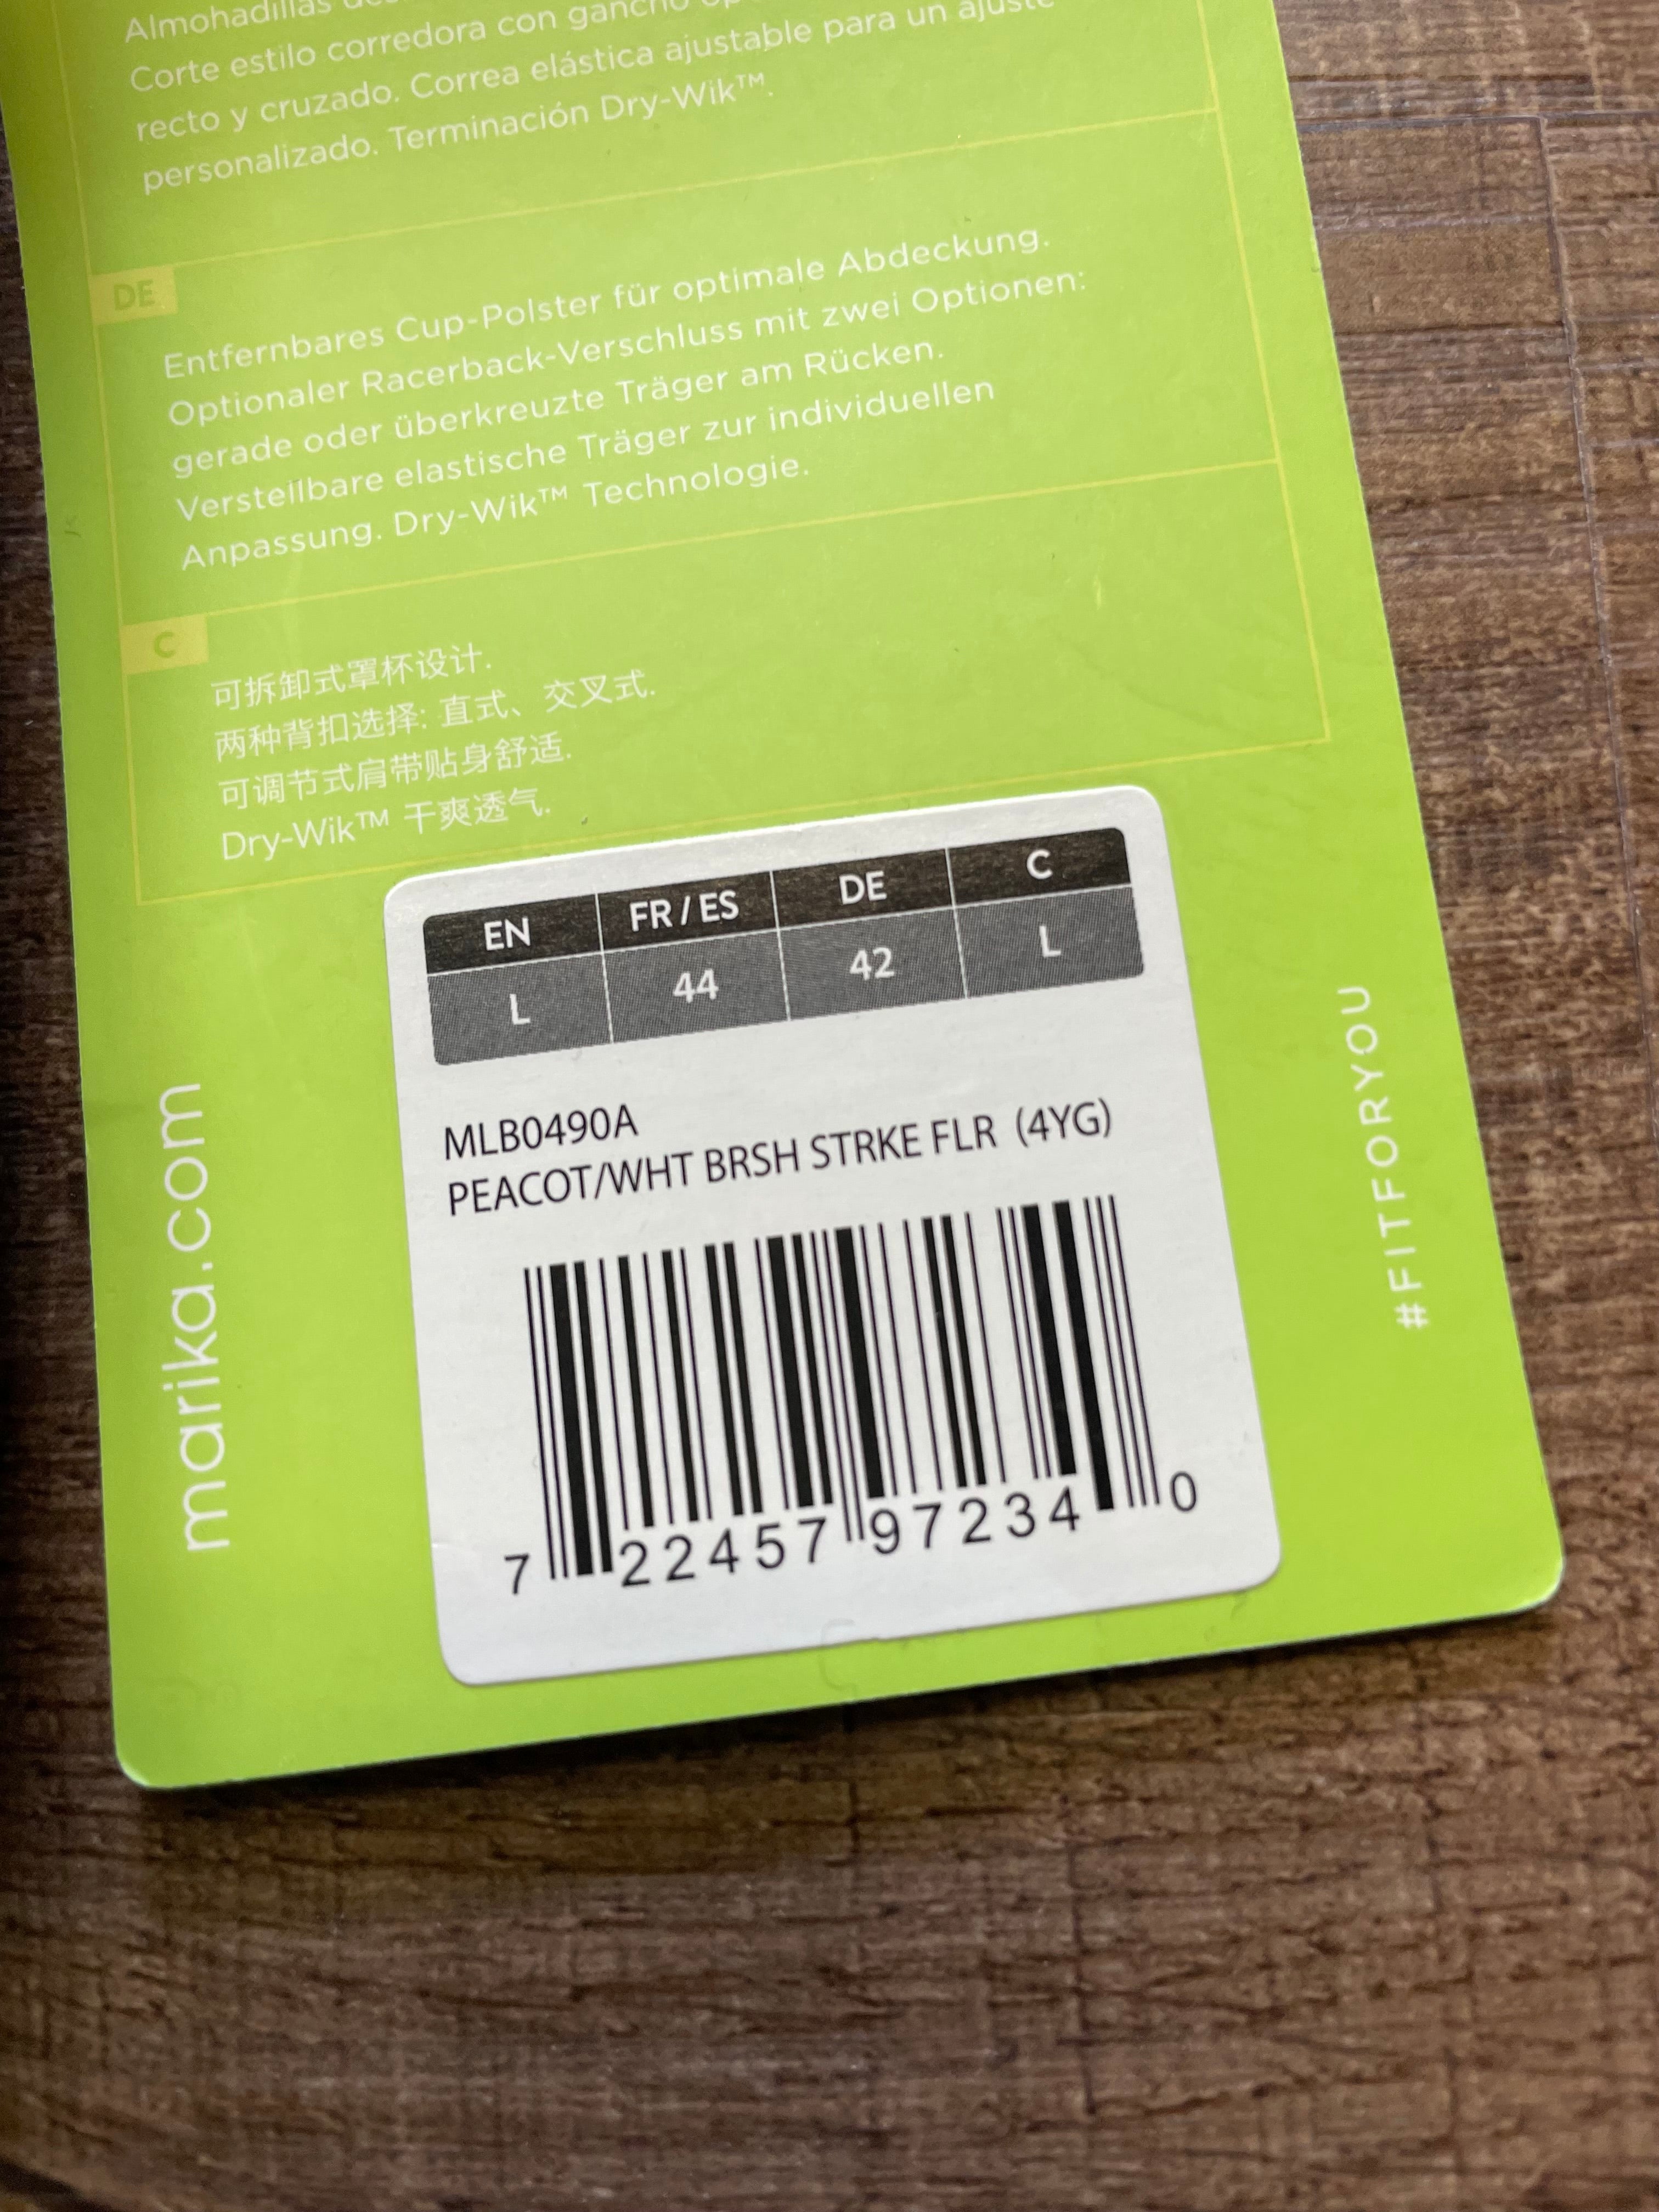 Almohadillas
Corte estilo corredora con gancho
recto y cruzado. Correa elástica ajustable para un ajuste
personalizado. Terminación Dry-Wik™.
DE
Entfernbares Cup-Polster für optimale Abdeckung.
Optionaler Racerback-Verschluss mit zwei Optionen:
gerade oder überkreuzte Träger am Rücken.
Verstellbare elastische Träger zur individuellen
Anpassung. Dry-Wik™ Technologie.
C
可拆卸式罩杯设计.
两种背扣选择: 直式、交叉式.
可调节式肩带贴身舒适.
Dry-Wik™ 干爽透气.
EN FR / ES DE C
L 44 42 L
MLB0490A
PEACOT/WHT BRSH STRKE FLR (4YG)
7 22457 97234 0
marika.com
#FITFORYOU